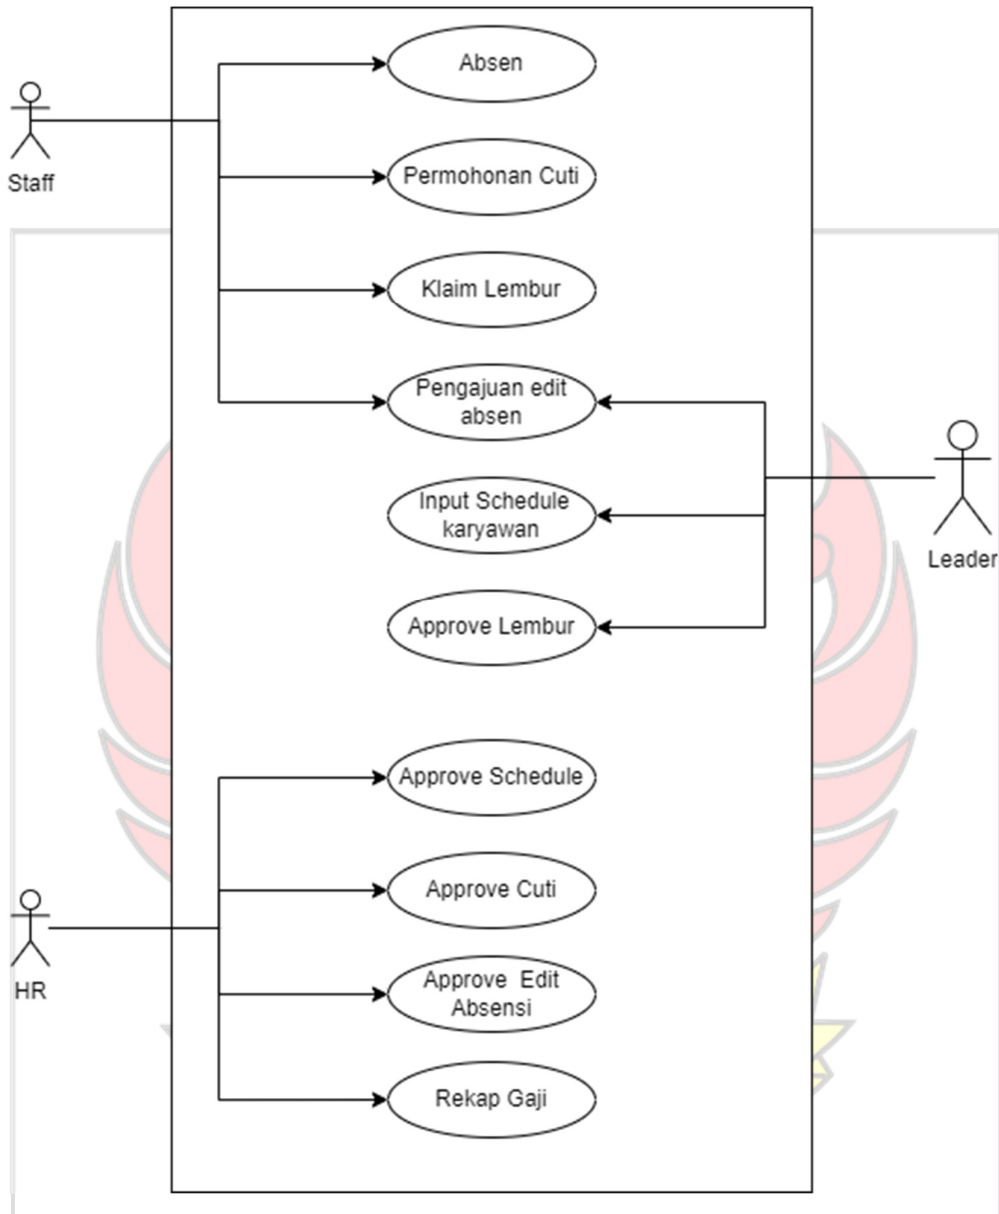 Absen
Staff
Permohonan Cuti
Klaim Lembur
Pengajuan edit
absen
Input Schedule
karyawan
Leader
Approve Lembur
Approve Schedule
Approve Cuti
HR
Approve Edit
Absensi
Rekap Gaji